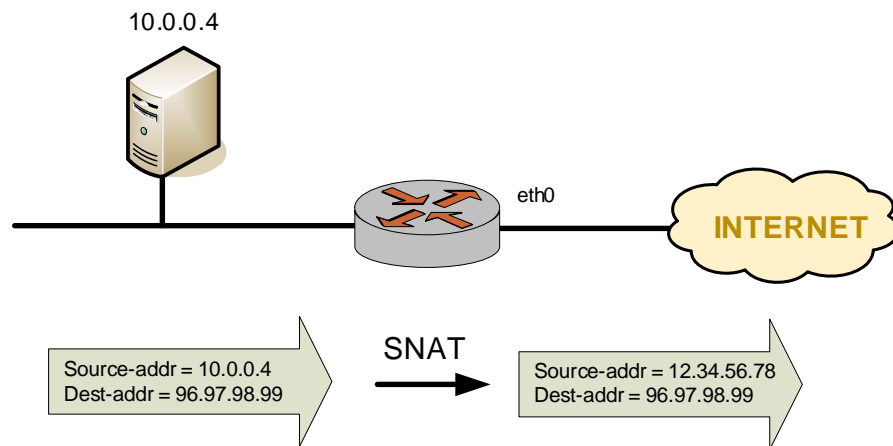 10.0.0.4
eth0
INTERNET
SNAT
Source-addr = 10.0.0.4
Dest-addr = 96.97.98.99
Source-addr = 12.34.56.78
Dest-addr = 96.97.98.99